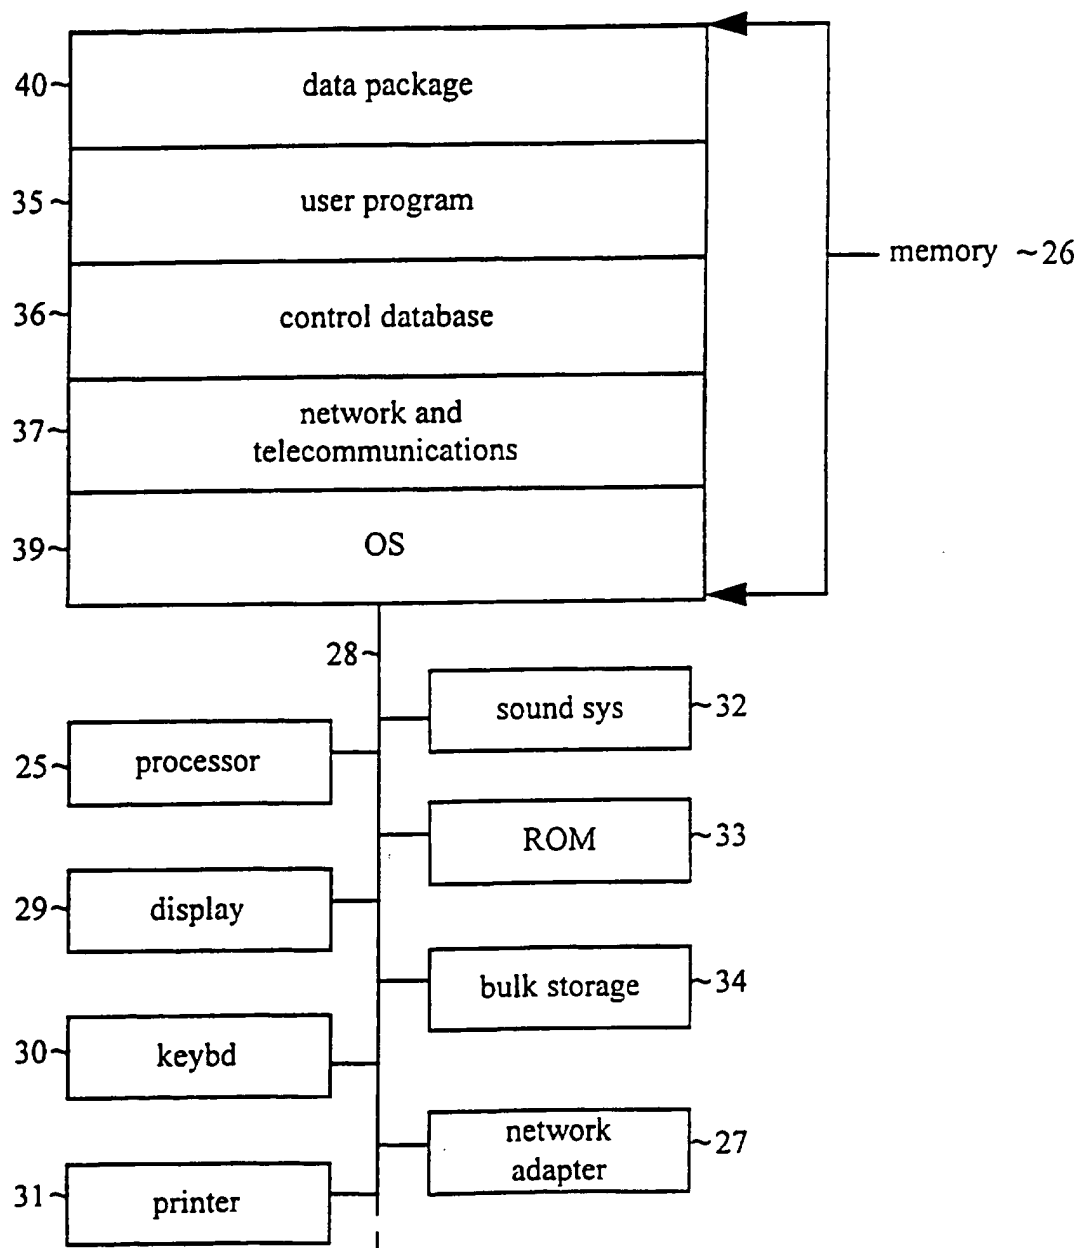 40~ data package
35~ user program
memory ~26
36~ control database
network and
37~
telecommunications
39~ OS
28~
sound sys ~32
25~ processor
ROM ~33
29~ display
bulk storage ~34
30~ keybd
network
adapter ~27
31~ printer